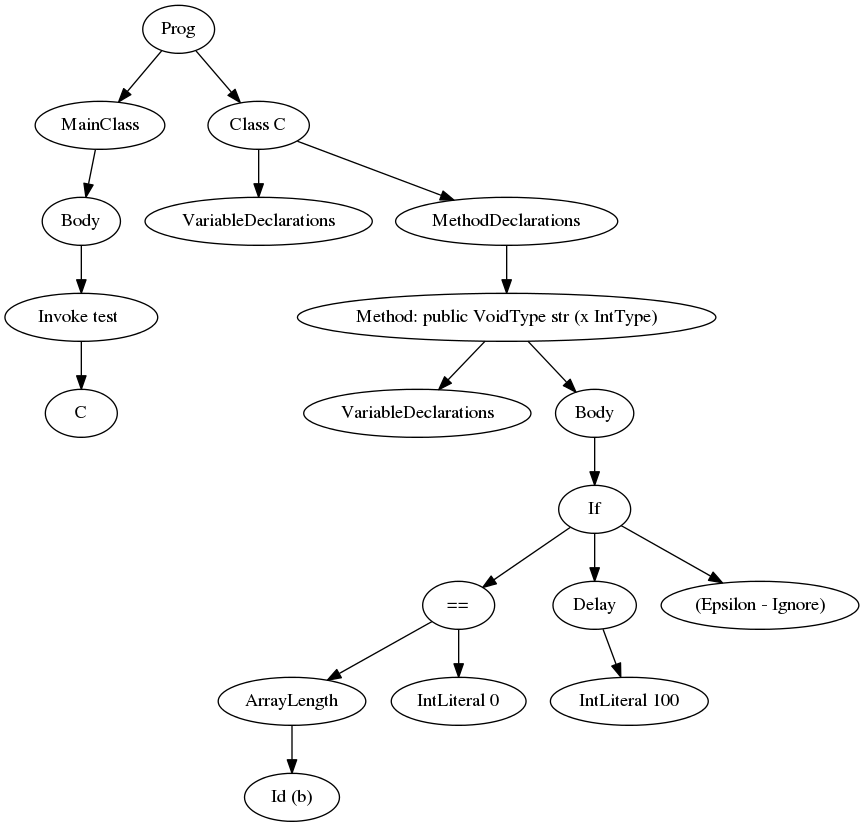 Prog
MainClass
Class C
Body
VariableDeclarations
MethodDeclarations
Invoke test
Method: public VoidType str (x IntType)
C
VariableDeclarations
Body
If
==
Delay
(Epsilon - Ignore)
ArrayLength
IntLiteral 0
IntLiteral 100
Id (b)